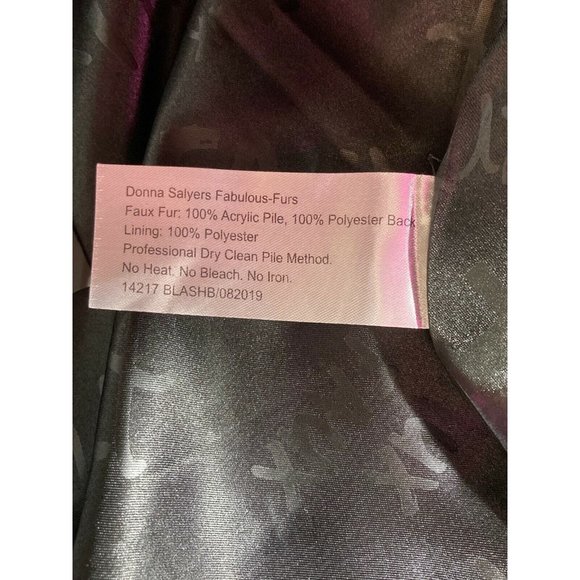 Donna Salyers Fabulous-Furs
Faux Fur: 100% Acrylic Pile, 100% Polyester Back
Lining: 100% Polyester
Professional Dry Clean Pile Method.
No Heat. No Bleach. No Iron.
14217 BLASHB/082019